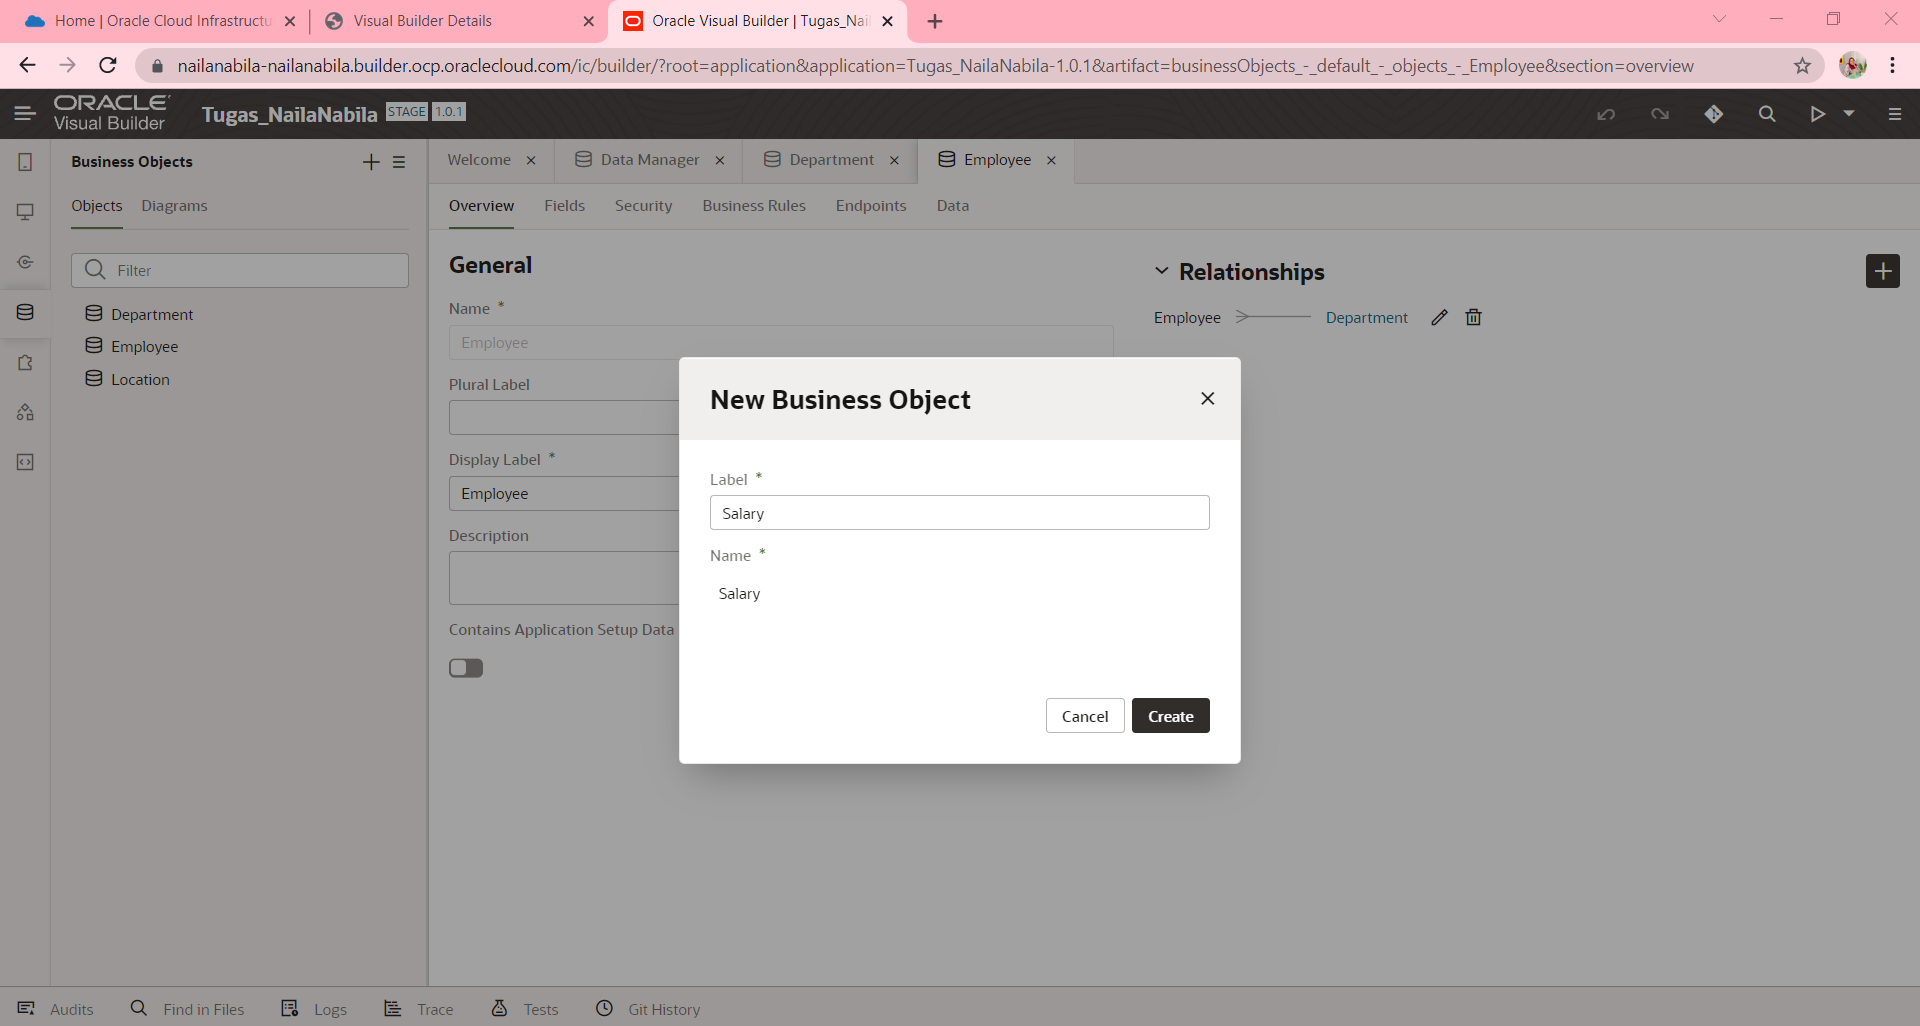 Home | Oracle Cloud Infrastructu
Visual Builder Details
Oracle Visual Builder | Tugas_Nail
nailanabila-nailanabila.builder.ocp.oraclecloud.com/ic/builder/?root=application&application=Tugas_NailaNabila-1.0.1&artifact=businessObjects_-_default_-_objects_-_Employee&section=overview
ORACLE
Visual Builder
Tugas_NailaNabila STAGE 1.0.1
Business Objects
Objects Diagrams
Filter
Department
Employee
Location
Welcome Data Manager Department Employee
Overview Fields Security Business Rules Endpoints Data
General
Name *
Employee
Plural Label
Display Label *
Employee
Description
Contains Application Setup Data
Relationships
Employee Department
New Business Object
Label *
Salary
Name *
Salary
Cancel Create
Audits Find in Files Logs Trace Tests Git History